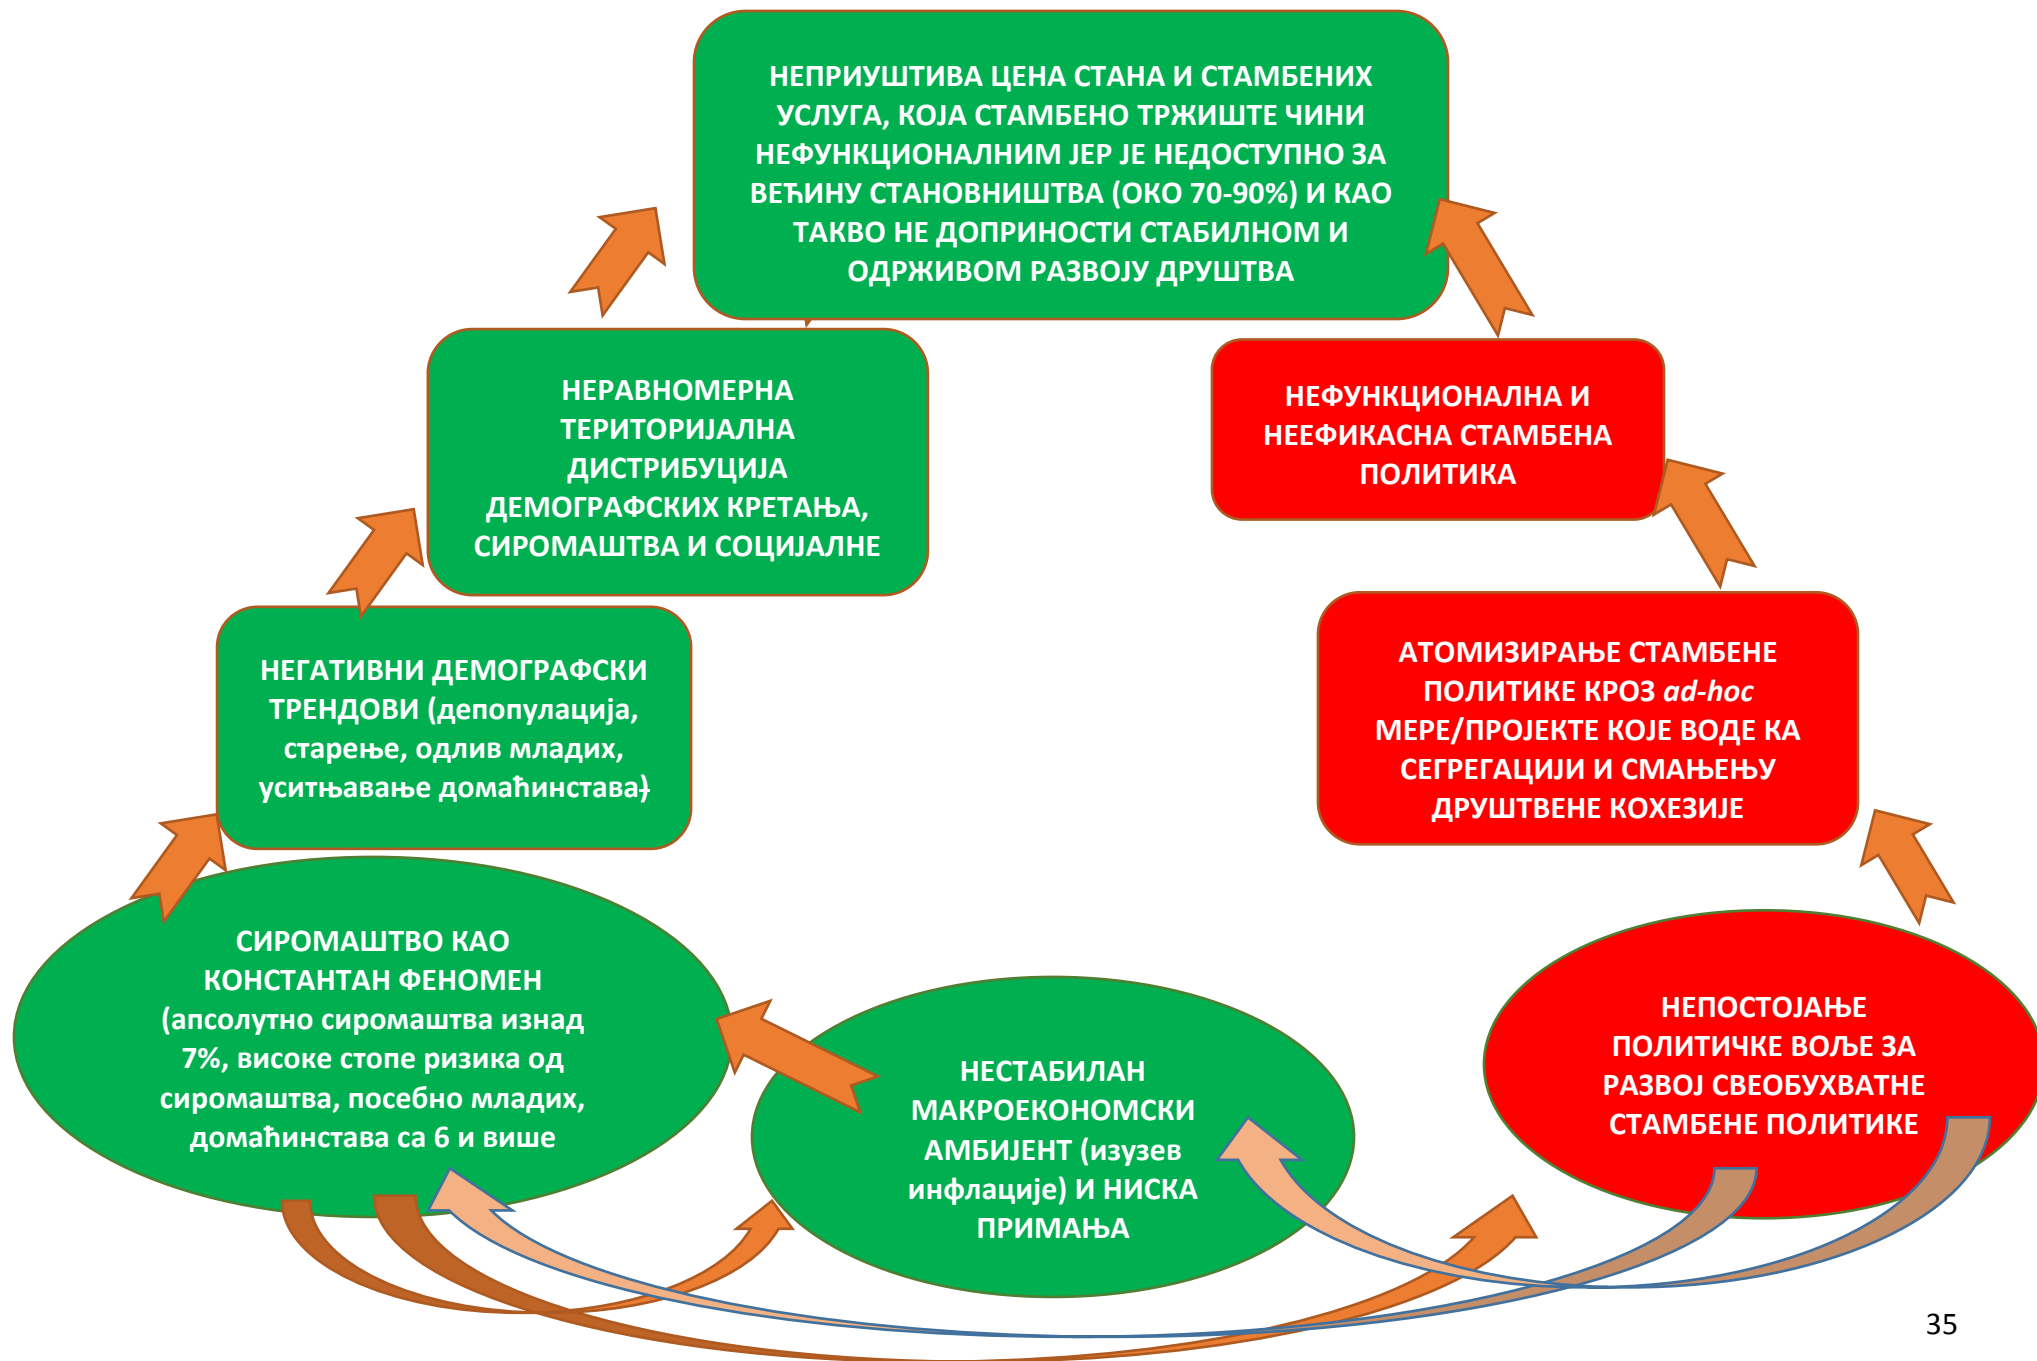 НЕПРИУШТИВА ЦЕНА СТАНА И СТАМБЕНИХ
УСЛУГА, КОЈА СТАМБЕНО ТРЖИШТЕ ЧИНИ
НЕФУНКЦИОНАЛНИМ ЈЕР ЈЕ НЕДОСТУПНО ЗА
ВЕЋИНУ СТАНОВНИШТВА (ОКО 70-90%) И КАО
ТАКВО НЕ ДОПРИНОСТИ СТАБИЛНОМ И
ОДРЖИВОМ РАЗВОЈУ ДРУШТВА
НЕРАВНОМЕРНА
ТЕРИТОРИЈАЛНА
ДИСТРИБУЦИЈА
ДЕМОГРАФСКИХ КРЕТАЊА,
СИРОМАШТВА И СОЦИЈАЛНЕ
НЕФУНКЦИОНАЛНА И
НЕЕФИКАСНА СТАМБЕНА
ПОЛИТИКА
НЕГАТИВНИ ДЕМОГРАФСКИ
ТРЕНДОВИ (депопулација,
старење, одлив младих,
уситњавање домаћинстава)
АТОМИЗИРАЊЕ СТАМБЕНЕ
ПОЛИТИКЕ КРОЗ ad-hoc
МЕРЕ/ПРОЈЕКТЕ КОЈЕ ВОДЕ КА
СЕГРЕГАЦИЈИ И СМАЊЕЊУ
ДРУШТВЕНЕ КОХЕЗИЈЕ
СИРОМАШТВО КАО
КОНСТАНТАН ФЕНОМЕН
(апсолутно сиромаштва изнад
7%, високе стопе ризика од
сиромаштва, посебно младих,
домаћинстава са 6 и више
НЕСТАБИЛАН
МАКРОЕКОНОМСКИ
АМБИЈЕНТ (изузев
инфлације) И НИСКА
ПРИМАЊА
НЕПОСТОЈАЊЕ
ПОЛИТИЧКЕ ВОЉЕ ЗА
РАЗВОЈ СВЕОБУХВАТНЕ
СТАМБЕНЕ ПОЛИТИКЕ
35